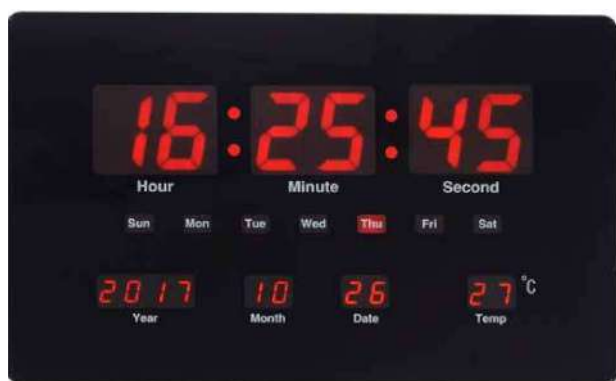 16:25:45
Hour Minute Second
Sun Mon Tue Wed Thu Fri Sat
2017 10 26 27°C
Year Month Date Temp